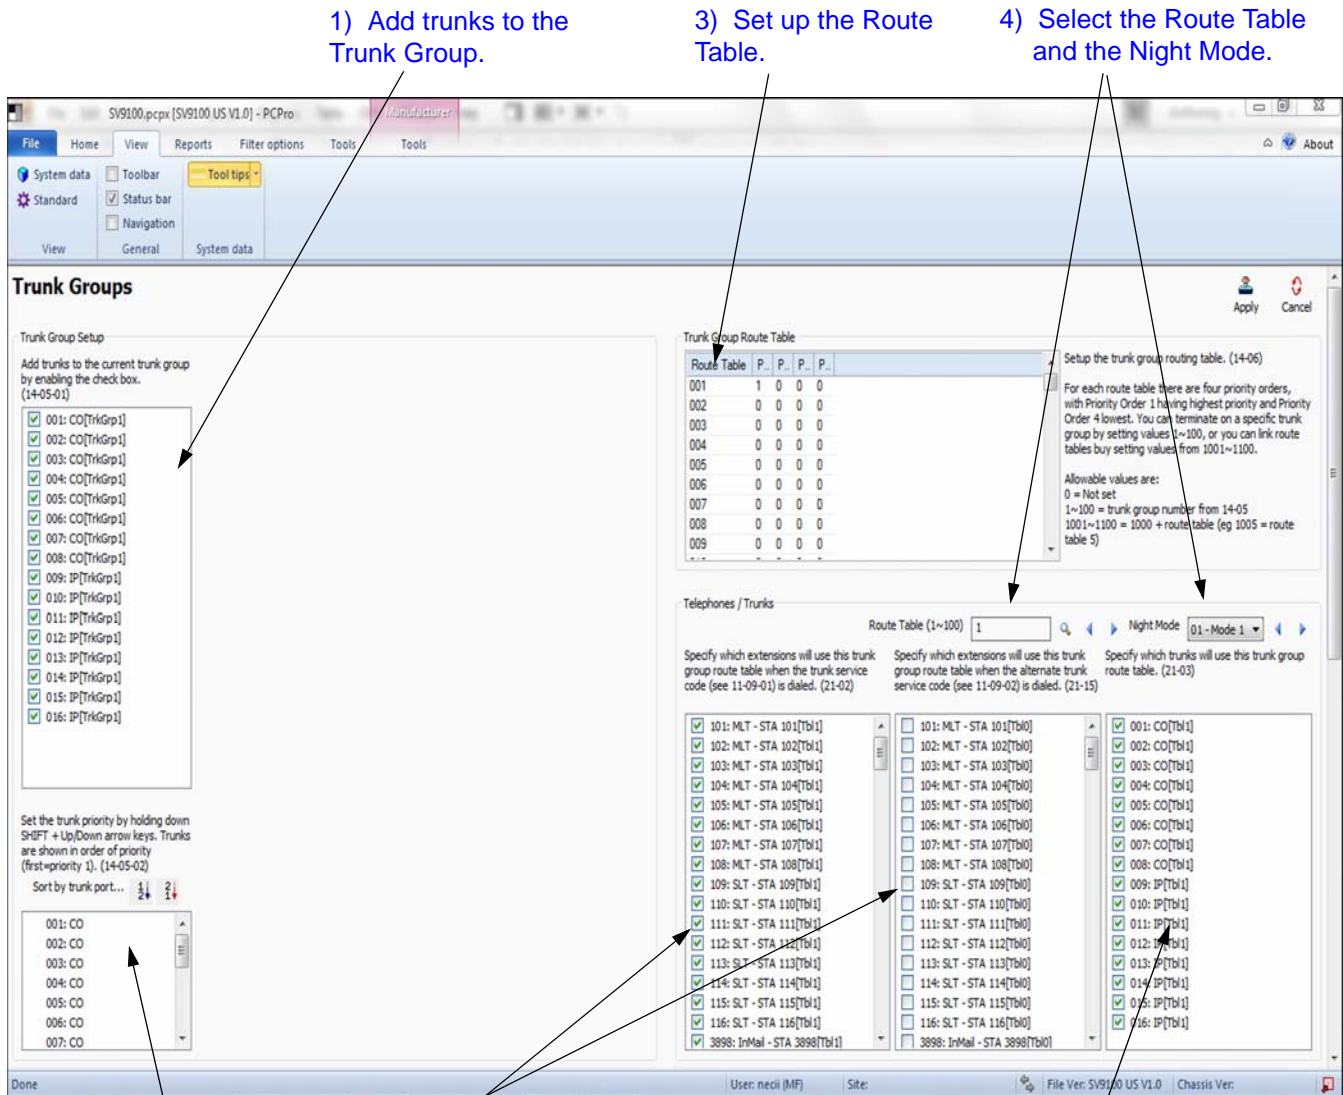 1) Add trunks to the
Trunk Group.
3) Set up the Route
Table.
4) Select the Route Table
and the Night Mode.
SV9100.pcpx [SV9100 US V1.0] - PCPro
Manufacturer
File Home View Reports Filter options Tools Tools
About
System data
Standard
View
Toolbar
Status bar
Navigation
General
Tool tips
System data
Trunk Groups
Apply Cancel
Trunk Group Setup
Add trunks to the current trunk group
by enabling the check box.
(14-05-01)
001: CO[TrkGrp1]
002: CO[TrkGrp1]
003: CO[TrkGrp1]
004: CO[TrkGrp1]
005: CO[TrkGrp1]
006: CO[TrkGrp1]
007: CO[TrkGrp1]
008: CO[TrkGrp1]
009: IP[TrkGrp1]
010: IP[TrkGrp1]
011: IP[TrkGrp1]
012: IP[TrkGrp1]
013: IP[TrkGrp1]
014: IP[TrkGrp1]
015: IP[TrkGrp1]
016: IP[TrkGrp1]
Set the trunk priority by holding down
SHIFT + Up/Down arrow keys. Trunks
are shown in order of priority
(first=priority 1). (14-05-02)
Sort by trunk port...
001: CO
002: CO
003: CO
004: CO
005: CO
006: CO
007: CO
Trunk Group Route Table
Route Table P.. P.. P.. P..
001 1 0 0 0
002 0 0 0 0
003 0 0 0 0
004 0 0 0 0
005 0 0 0 0
006 0 0 0 0
007 0 0 0 0
008 0 0 0 0
009 0 0 0 0
Setup the trunk group routing table. (14-06)
For each route table there are four priority orders,
with Priority Order 1 having highest priority and Priority
Order 4 lowest. You can terminate on a specific trunk
group by setting values 1~100, or you can link route
tables buy setting values from 1001~1100.
Allowable values are:
0 = Not set
1~100 = trunk group number from 14-05
1001~1100 = 1000 + route table (eg 1005 = route
table 5)
Telephones / Trunks
Route Table (1~100) 1
Night Mode 01 - Mode 1
Specify which extensions will use this trunk
group route table when the trunk service
code (see 11-09-01) is dialed. (21-02)
101: MLT - STA 101[Tbl1]
102: MLT - STA 102[Tbl1]
103: MLT - STA 103[Tbl1]
104: MLT - STA 104[Tbl1]
105: MLT - STA 105[Tbl1]
106: MLT - STA 106[Tbl1]
107: MLT - STA 107[Tbl1]
108: MLT - STA 108[Tbl1]
109: SLT - STA 109[Tbl1]
110: SLT - STA 110[Tbl1]
111: SLT - STA 111[Tbl1]
112: SLT - STA 112[Tbl1]
113: SLT - STA 113[Tbl1]
114: SLT - STA 114[Tbl1]
115: SLT - STA 115[Tbl1]
116: SLT - STA 116[Tbl1]
3898: InMail - STA 3898[Tbl1]
Specify which extensions will use this trunk
group route table when the alternate trunk
service code (see 11-09-02) is dialed. (21-15)
101: MLT - STA 101[Tbl0]
102: MLT - STA 102[Tbl0]
103: MLT - STA 103[Tbl0]
104: MLT - STA 104[Tbl0]
105: MLT - STA 105[Tbl0]
106: MLT - STA 106[Tbl0]
107: MLT - STA 107[Tbl0]
108: MLT - STA 108[Tbl0]
109: SLT - STA 109[Tbl0]
110: SLT - STA 110[Tbl0]
111: SLT - STA 111[Tbl0]
112: SLT - STA 112[Tbl0]
113: SLT - STA 113[Tbl0]
114: SLT - STA 114[Tbl0]
115: SLT - STA 115[Tbl0]
116: SLT - STA 116[Tbl0]
3898: InMail - STA 3898[Tbl0]
Specify which trunks will use this trunk group
route table. (21-03)
001: CO[Tbl1]
002: CO[Tbl1]
003: CO[Tbl1]
004: CO[Tbl1]
005: CO[Tbl1]
006: CO[Tbl1]
007: CO[Tbl1]
008: CO[Tbl1]
009: IP[Tbl1]
010: IP[Tbl1]
011: IP[Tbl1]
012: IP[Tbl1]
013: IP[Tbl1]
014: IP[Tbl1]
015: IP[Tbl1]
016: IP[Tbl1]
Done
User: necii (MF)
Site:
File Ver: SV9100 US V1.0
Chassis Ver: